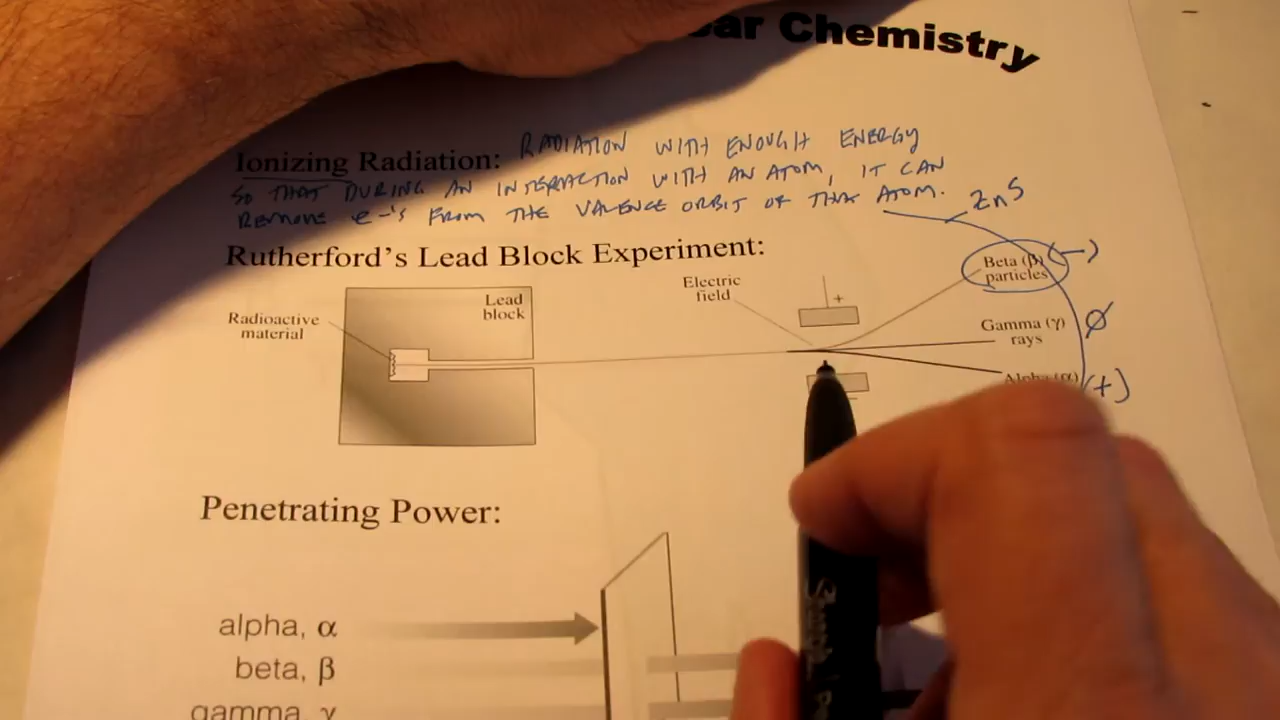 Chemistry
Ionizing Radiation: RADIATION WITH ENOUGH ENERGY
SO THAT DURING AN INTERACTION WITH AN ATOM, IT CAN
REMOVE e-'s FROM THE VALENCE ORBIT OF THAT ATOM.
ZnS
Rutherford's Lead Block Experiment:
Lead
block
Radioactive
material
Electric
field
+
Beta (β)
particles
(-)
Gamma (γ)
rays
Ø
Alpha (α)
(+)
Penetrating Power:
alpha, α
beta, β
gamma, γ